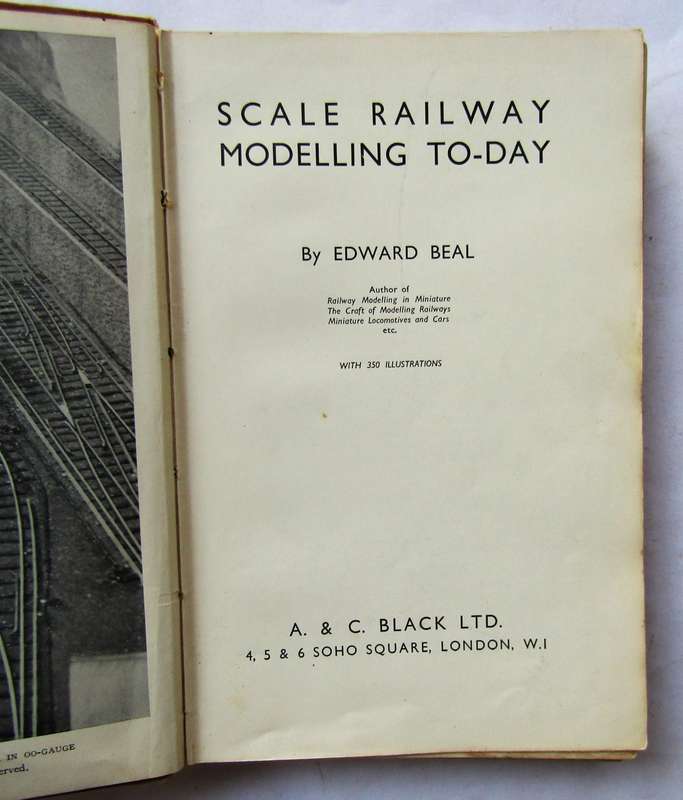 SCALE RAILWAY
MODELLING TO-DAY
By EDWARD BEAL
Author of
Railway Modelling in Miniature
The Craft of Modelling Railways
Miniature Locomotives and Cars
etc.
WITH 350 ILLUSTRATIONS
A. & C. BLACK LTD.
4, 5 & 6 SOHO SQUARE, LONDON, W.1
IN OO-GAUGE